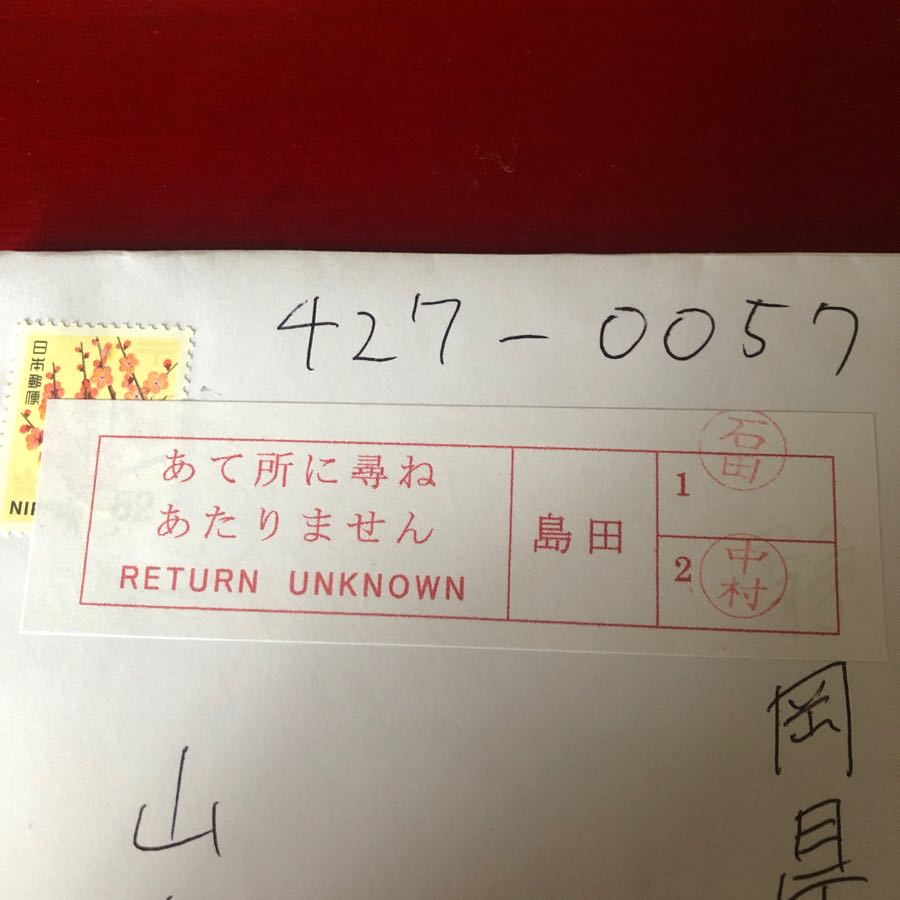 427-0057
日本郵便
NIP
あて所に尋ね
あたりません
RETURN UNKNOWN
島田
1
石田
2
中村
岡県
山